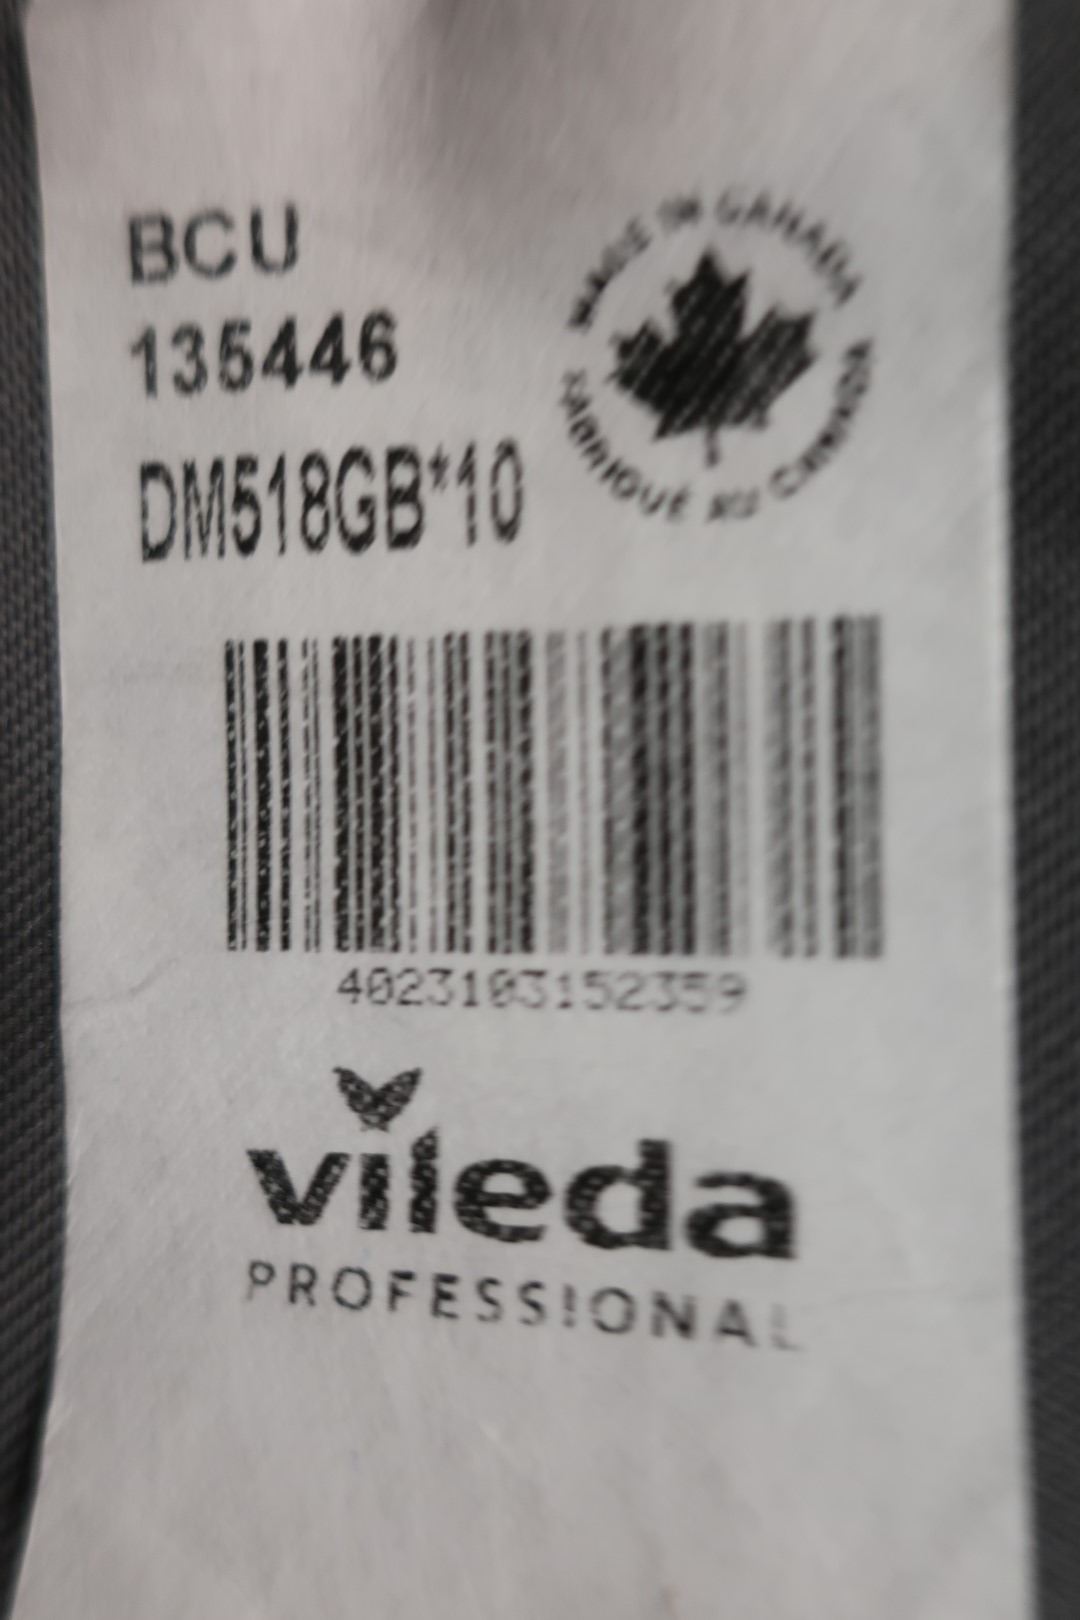 BCU
135446
DM518GB*10
MADE IN CANADA
FABRIQUÉ AU CANADA
4023103152359
vileda
PROFESSIONAL